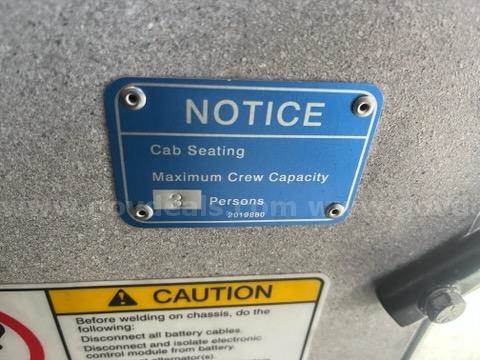 NOTICE
Cab Seating
Maximum Crew Capacity
3 Persons
2019880
CAUTION
Before welding on chassis, do the
following:
Disconnect all battery cables.
Disconnect and isolate electronic
control module from battery.